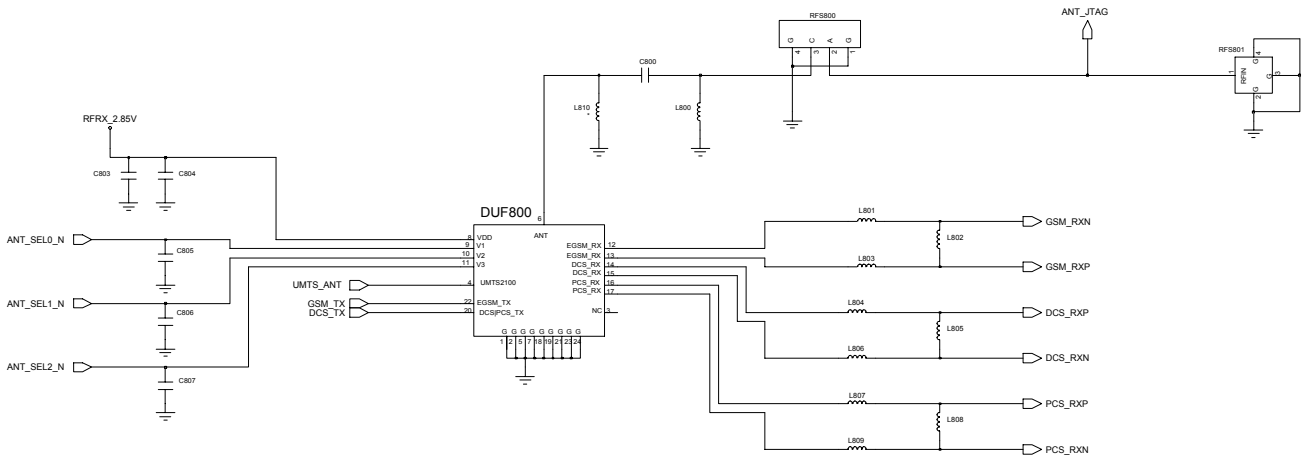 RFS800
G C A G
4 3 2 1
ANT_JTAG
RFS801
G 4
1 RFIN G 3
G 2
C800
L810
*
L800
RFRX_2.85V
C803
C804
DUF800
6
ANT
ANT_SEL0_N
C805
ANT_SEL1_N
C806
ANT_SEL2_N
C807
8 VDD
9 V1
10 V2
11 V3
UMTS_ANT
4 UMTS2100
GSM_TX
22 EGSM_TX
DCS_TX
20 DCS|PCS_TX
EGSM_RX 12
EGSM_RX 13
DCS_RX 14
DCS_RX 15
PCS_RX 16
PCS_RX 17
NC 3
G G G G G G G G G
1 2 5 7 18 19 21 23 24
L801
GSM_RXN
L802
L803
GSM_RXP
L804
DCS_RXP
L805
L806
DCS_RXN
L807
PCS_RXP
L808
L809
PCS_RXN